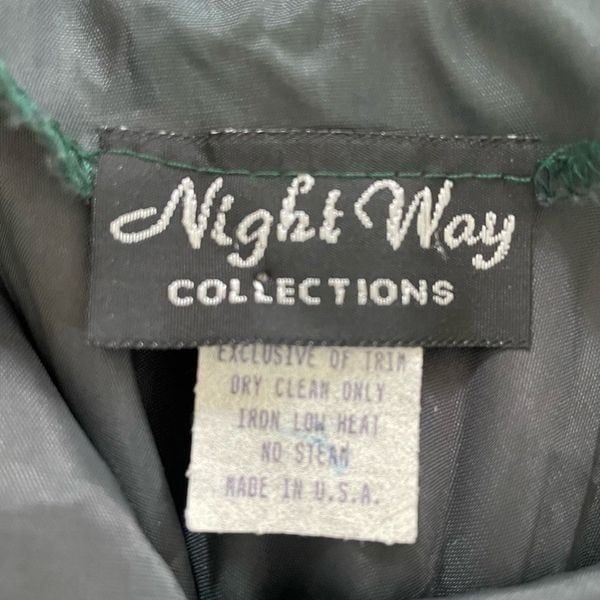 Night Way
COLLECTIONS
EXCLUSIVE OF TRIM
DRY CLEAN ONLY
IRON LOW HEAT
NO STEAM
MADE IN U.S.A.